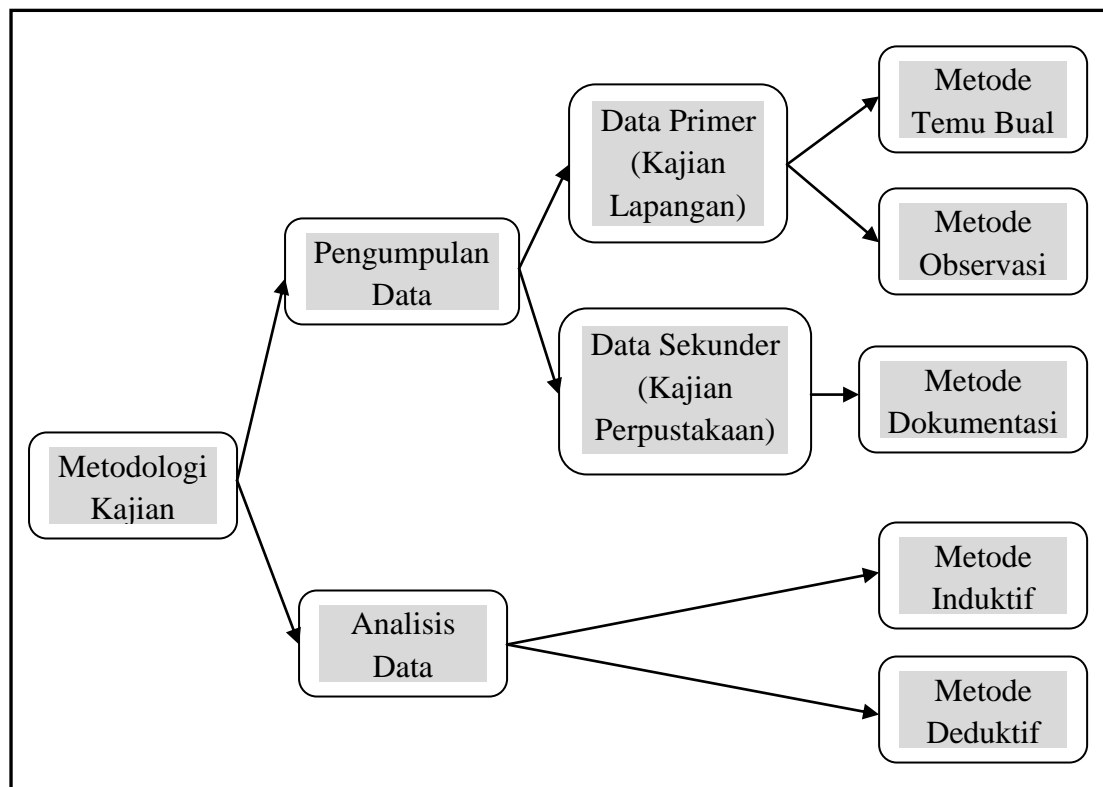 Metodologi
Kajian
Pengumpulan
Data
Data Primer
(Kajian
Lapangan)
Metode
Temu Bual
Metode
Observasi
Data Sekunder
(Kajian
Perpustakaan)
Metode
Dokumentasi
Analisis
Data
Metode
Induktif
Metode
Deduktif